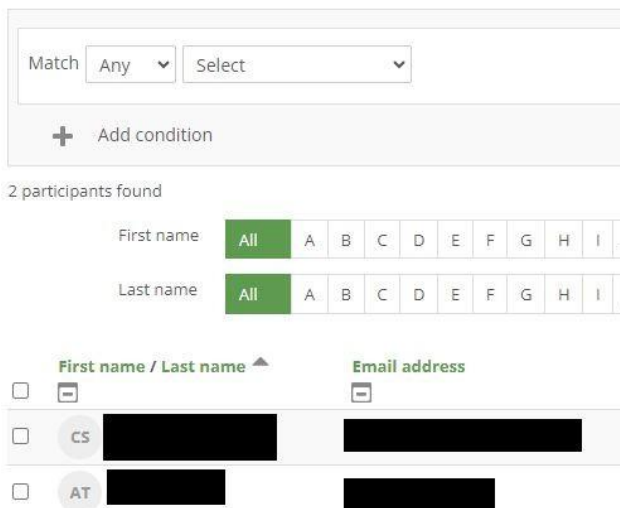 Match Any Select
Add condition
2 participants found
First name All A B C D E F G H I
Last name All A B C D E F G H I
First name / Last name Email address
CS
AT